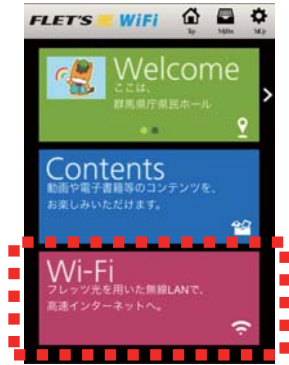 FLET'S WiFi
Top
Welcome
ここは、
群馬県庁県民ホール
Contents
動画や電子書籍等のコンテンツを、
お楽しみいただけます。
Wi-Fi
フレッツ光を用いた無線LANで、
高速インターネットへ。